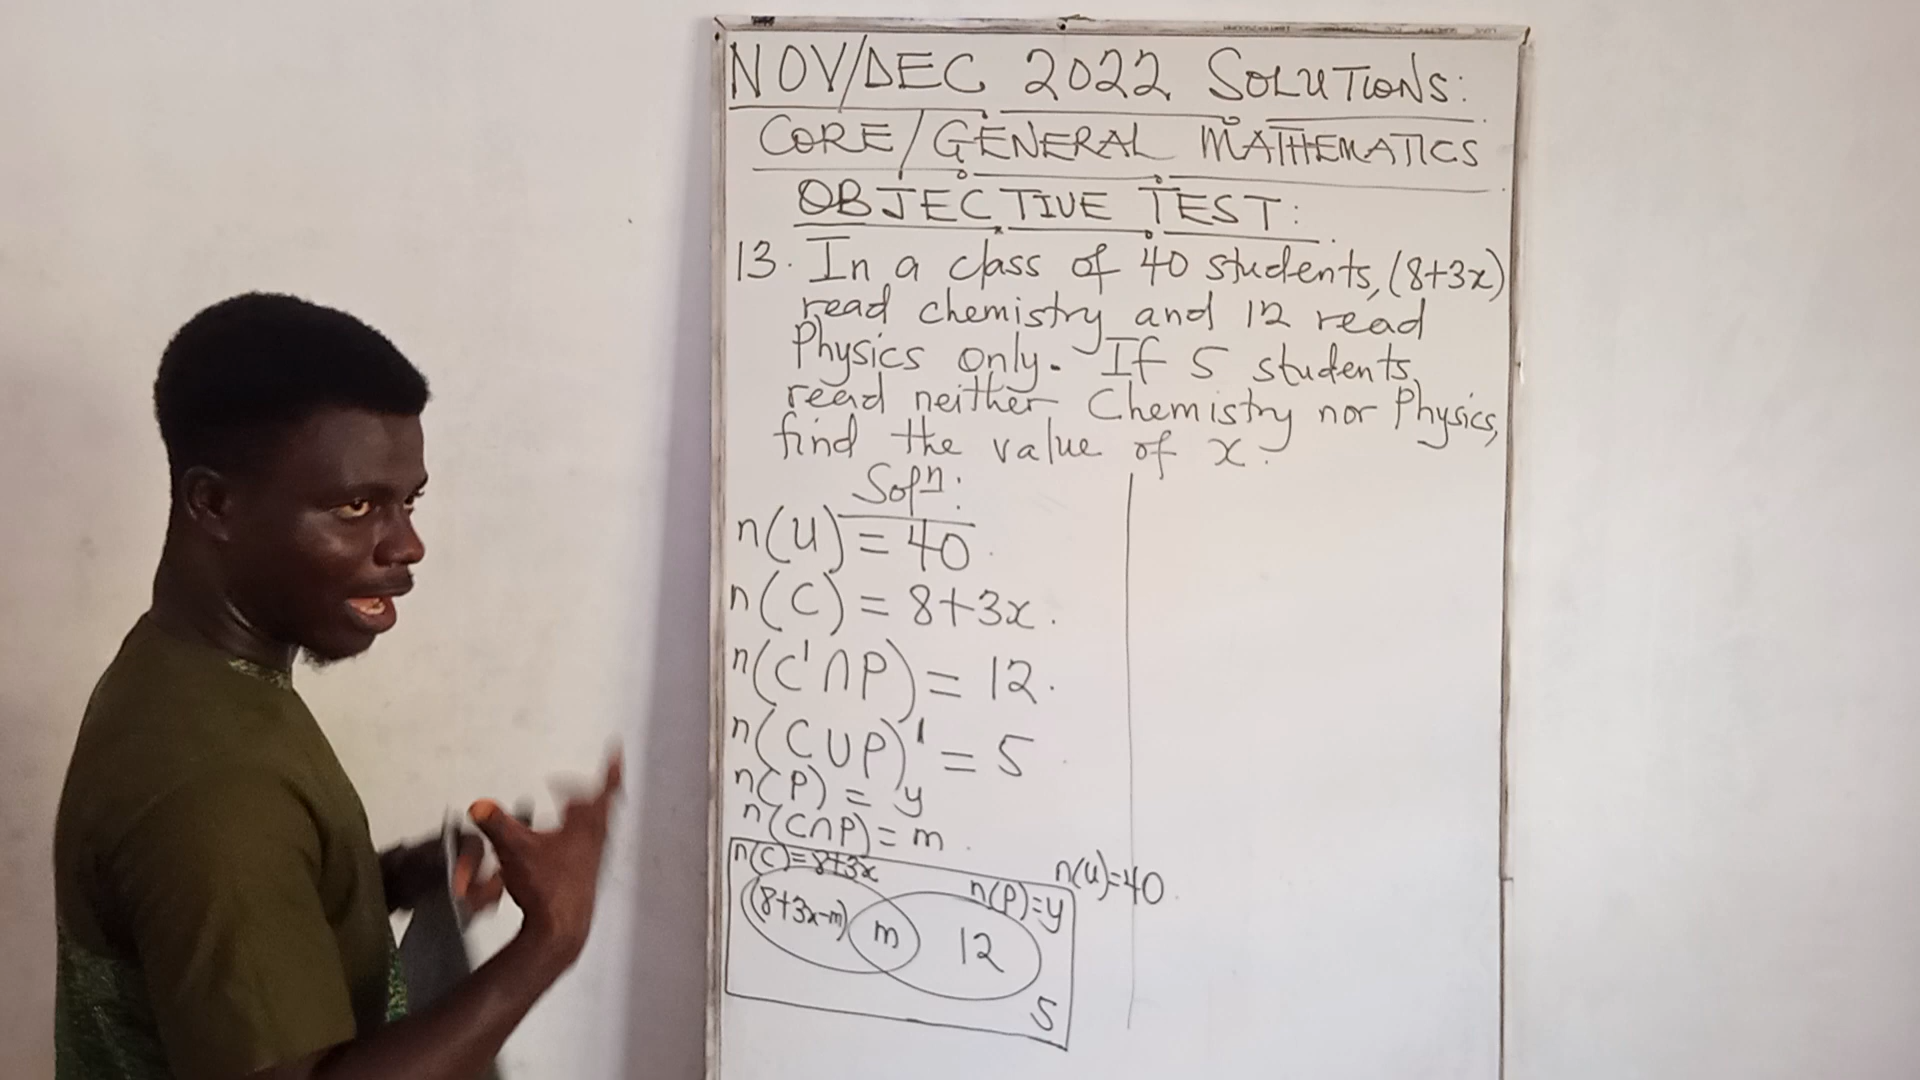 NOV/DEC 2022 SOLUTIONS:
CORE/GENERAL MATHEMATICS
OBJECTIVE TEST:
13. In a class of 40 students, (8+3x)
read chemistry and 12 read
Physics only. If 5 students
read neither Chemistry nor Physics,
find the value of x.
Soln:
n(U) = 40
n(C) = 8+3x.
n(C'∩P) = 12.
n(C∪P)' = 5
n(P) = y
n(C∩P) = m
n(C)=8+3x
n(P)=y
n(U)=40
(8+3x-m)
m
12
5